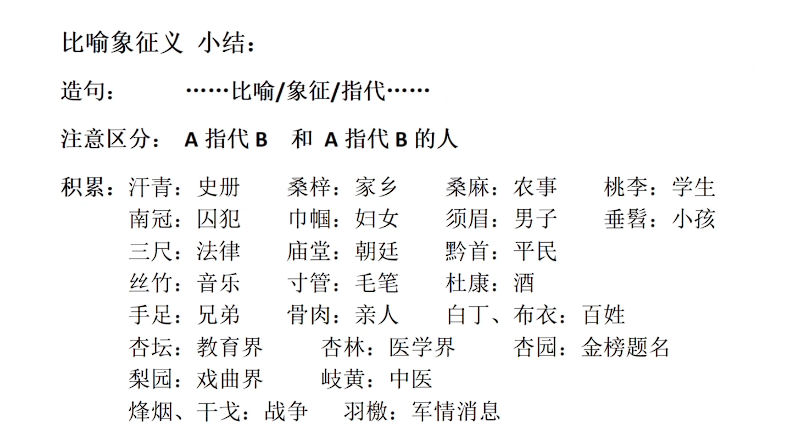 比喻象征义 小结：
造句： ……比喻/象征/指代……
注意区分： A 指代 B 和 A 指代 B 的人
积累：汗青：史册 桑梓：家乡 桑麻：农事 桃李：学生
南冠：囚犯 巾帼：妇女 须眉：男子 垂髫：小孩
三尺：法律 庙堂：朝廷 黔首：平民
丝竹：音乐 寸管：毛笔 杜康：酒
手足：兄弟 骨肉：亲人 白丁、布衣：百姓
杏坛：教育界 杏林：医学界 杏园：金榜题名
梨园：戏曲界 岐黄：中医
烽烟、干戈：战争 羽檄：军情消息